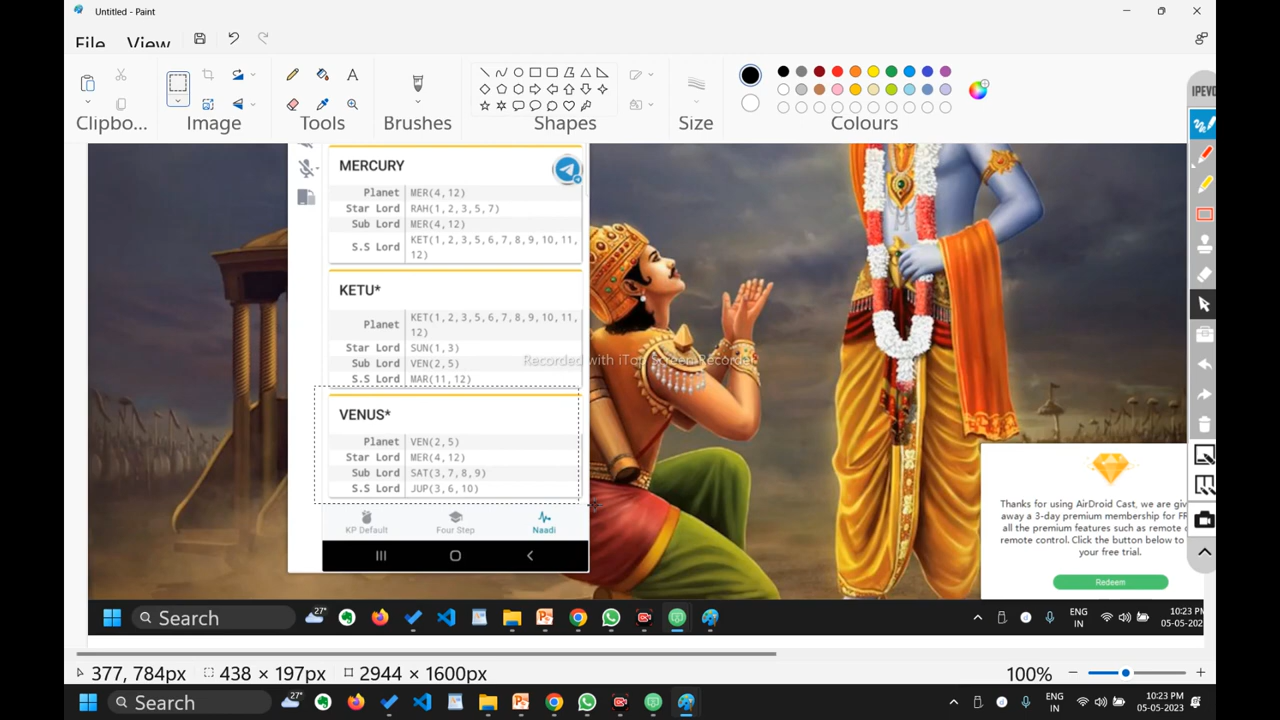 Untitled - Paint
File View
Clipbo... Image Tools Brushes Shapes Size Colours
IPEVO
MERCURY
Planet MER(4,12)
Star Lord RAH(1,2,3,5,7)
Sub Lord MER(4,12)
S.S Lord KET(1,2,3,5,6,7,8,9,10,11,
12)
KETU*
Planet KET(1,2,3,5,6,7,8,9,10,11,
12)
Star Lord SUN(1,3)
Sub Lord VEN(2,5)
S.S Lord MAR(11,12)
Recorded with iTop Screen Recorder
VENUS*
Planet VEN(2,5)
Star Lord MER(4,12)
Sub Lord SAT(3,7,8,9)
S.S Lord JUP(3,6,10)
KP Default Four Step Naadi
Thanks for using AirDroid Cast, we are giv
away a 3-day premium membership for FR
all the premium features such as remote
remote control. Click the button below to
your free trial.
Redeem
Search 27° ENG
IN 10:23 PM
05-05-202
377, 784px 438 × 197px 2944 × 1600px 100%
Search 27° ENG
IN 10:23 PM
05-05-2023